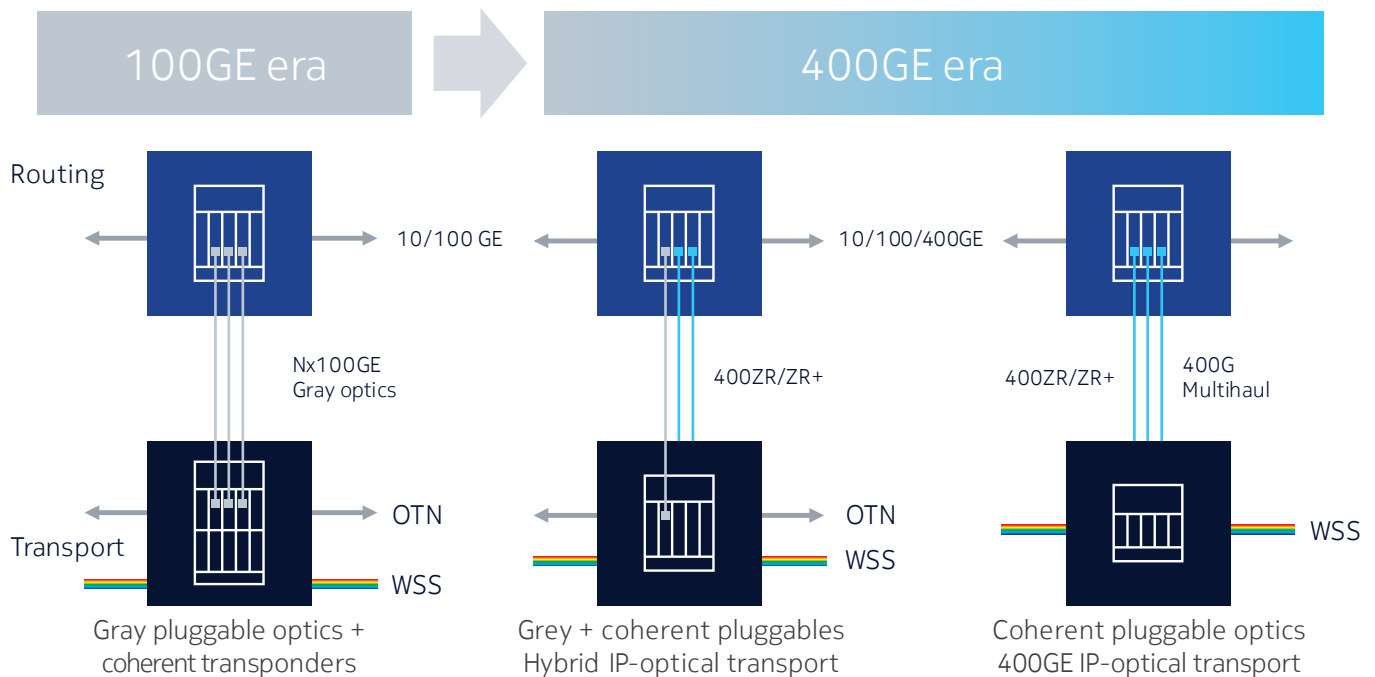 100GE era
400GE era
Routing
10/100 GE
10/100/400GE
Nx100GE
Gray optics
400ZR/ZR+
400ZR/ZR+
400G
Multihaul
Transport
OTN
WSS
OTN
WSS
WSS
Gray pluggable optics +
coherent transponders
Grey + coherent pluggables
Hybrid IP-optical transport
Coherent pluggable optics
400GE IP-optical transport